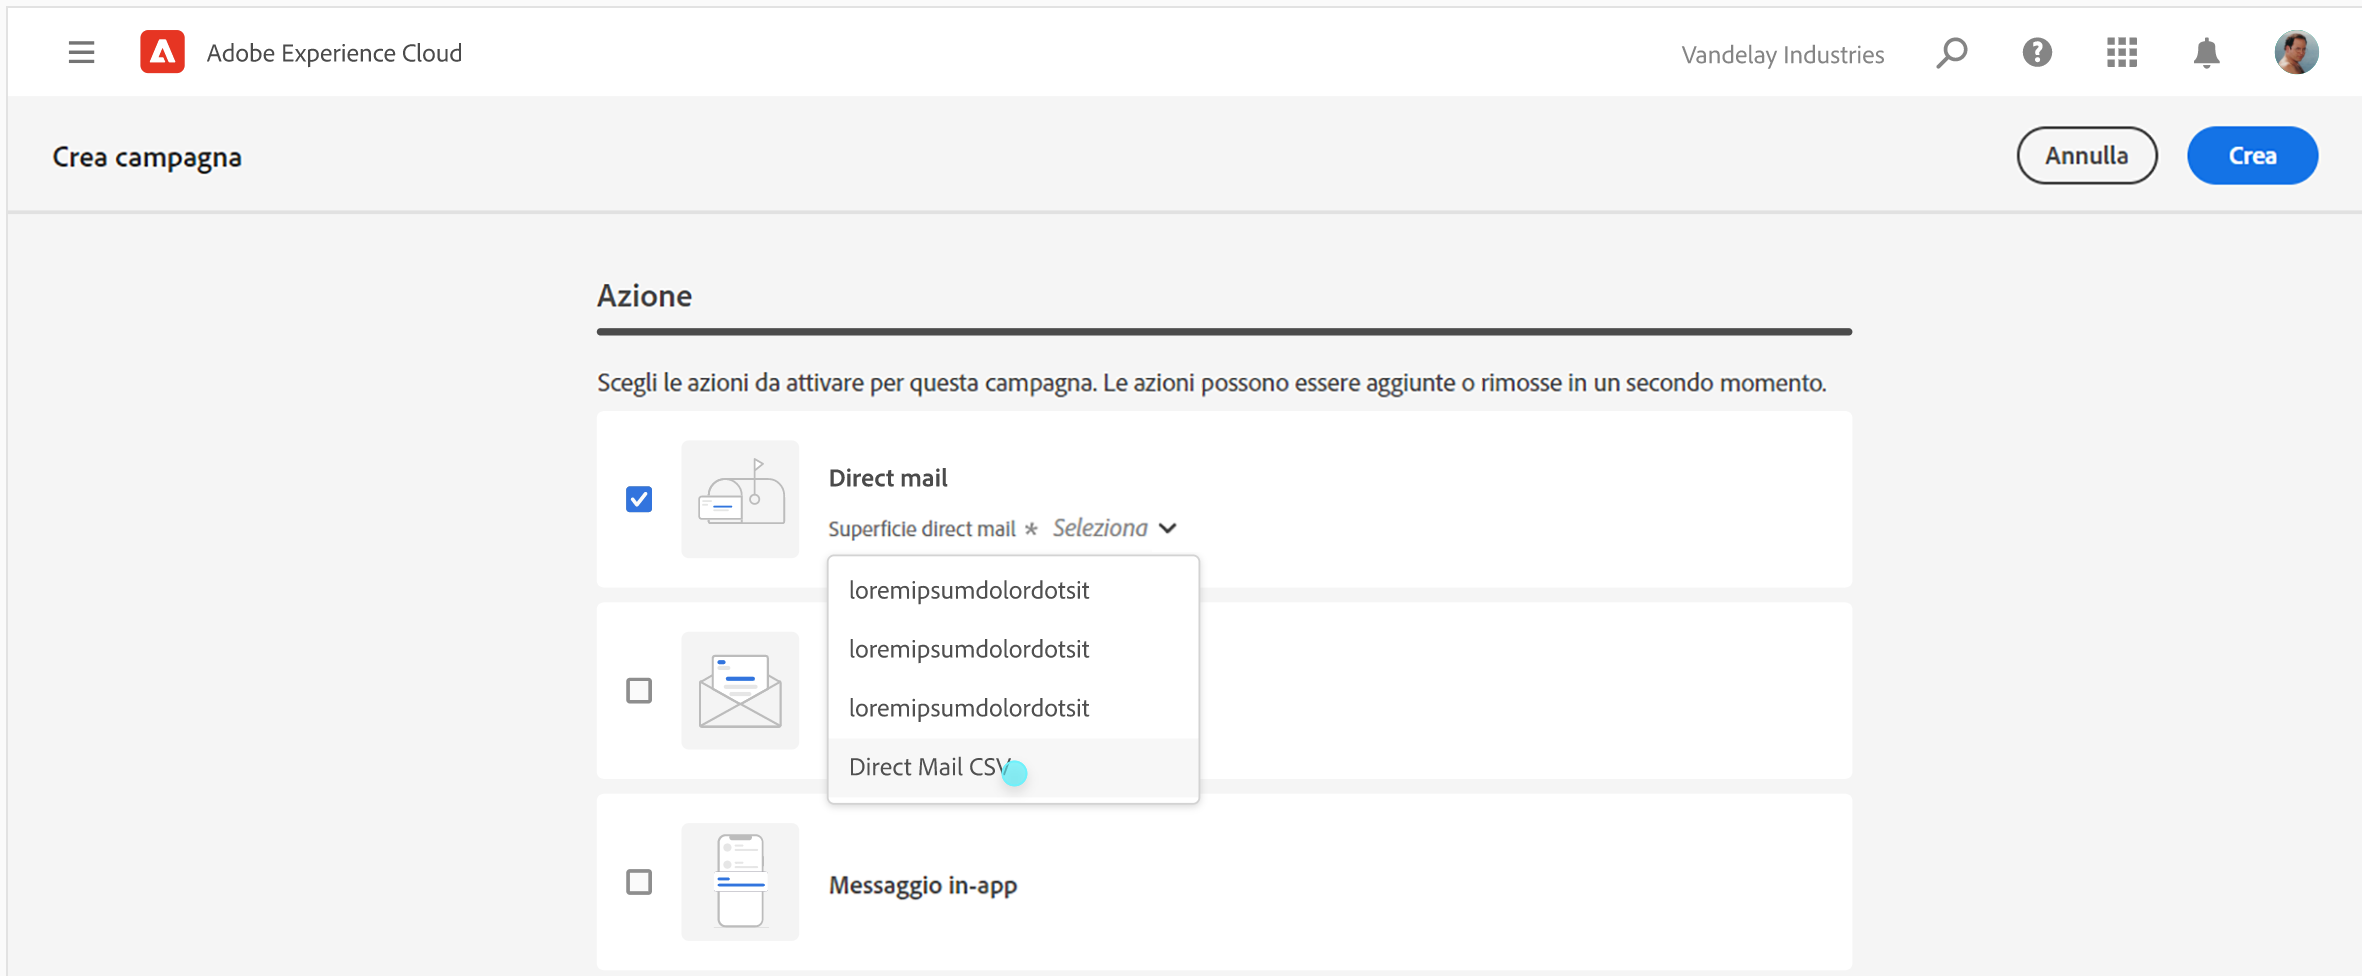 Adobe Experience Cloud
Vandelay Industries
Crea campagna
Annulla
Crea
Azione
Scegli le azioni da attivare per questa campagna. Le azioni possono essere aggiunte o rimosse in un secondo momento.
Direct mail
Superficie direct mail * Seleziona
loremipsumdolordotsit
loremipsumdolordotsit
loremipsumdolordotsit
Direct Mail CSV
Messaggio in-app